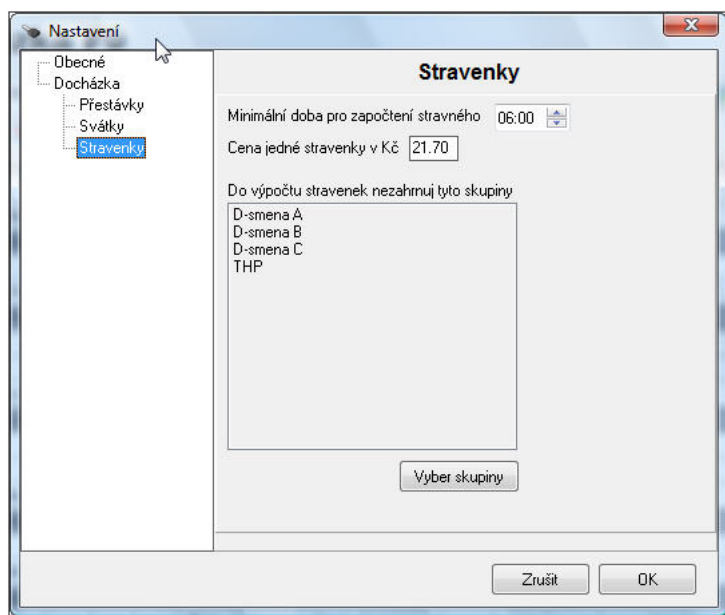 Nastavení
Obecné
Docházka
Přestávky
Svátky
Stravenky
Stravenky
Minimální doba pro započtení stravného 06:00
Cena jedné stravenky v Kč 21.70
Do výpočtu stravenek nezahrnuj tyto skupiny
D-smena A
D-smena B
D-smena C
THP
Vyber skupiny
Zrušit OK